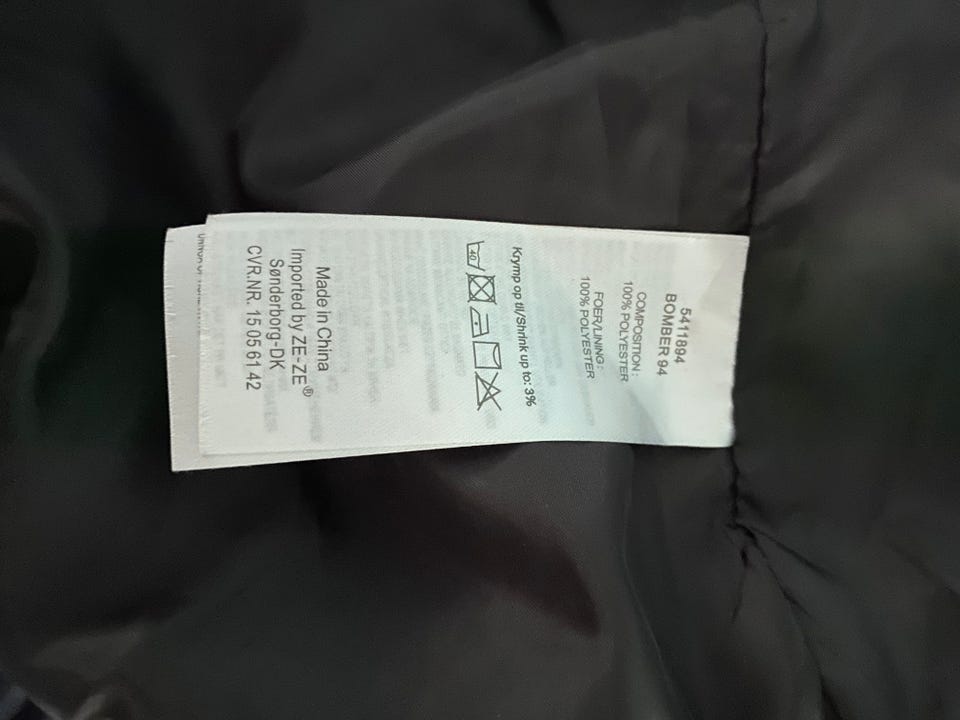 5411894
BOMBER 94
COMPOSITION :
100% POLYESTER
FOER/LINING :
100% POLYESTER
Krymp op til/Shrink up to: 3%
40
Made in China
Imported by ZE-ZE®
Sønderborg-DK
CVR.NR. 15 05 61 42